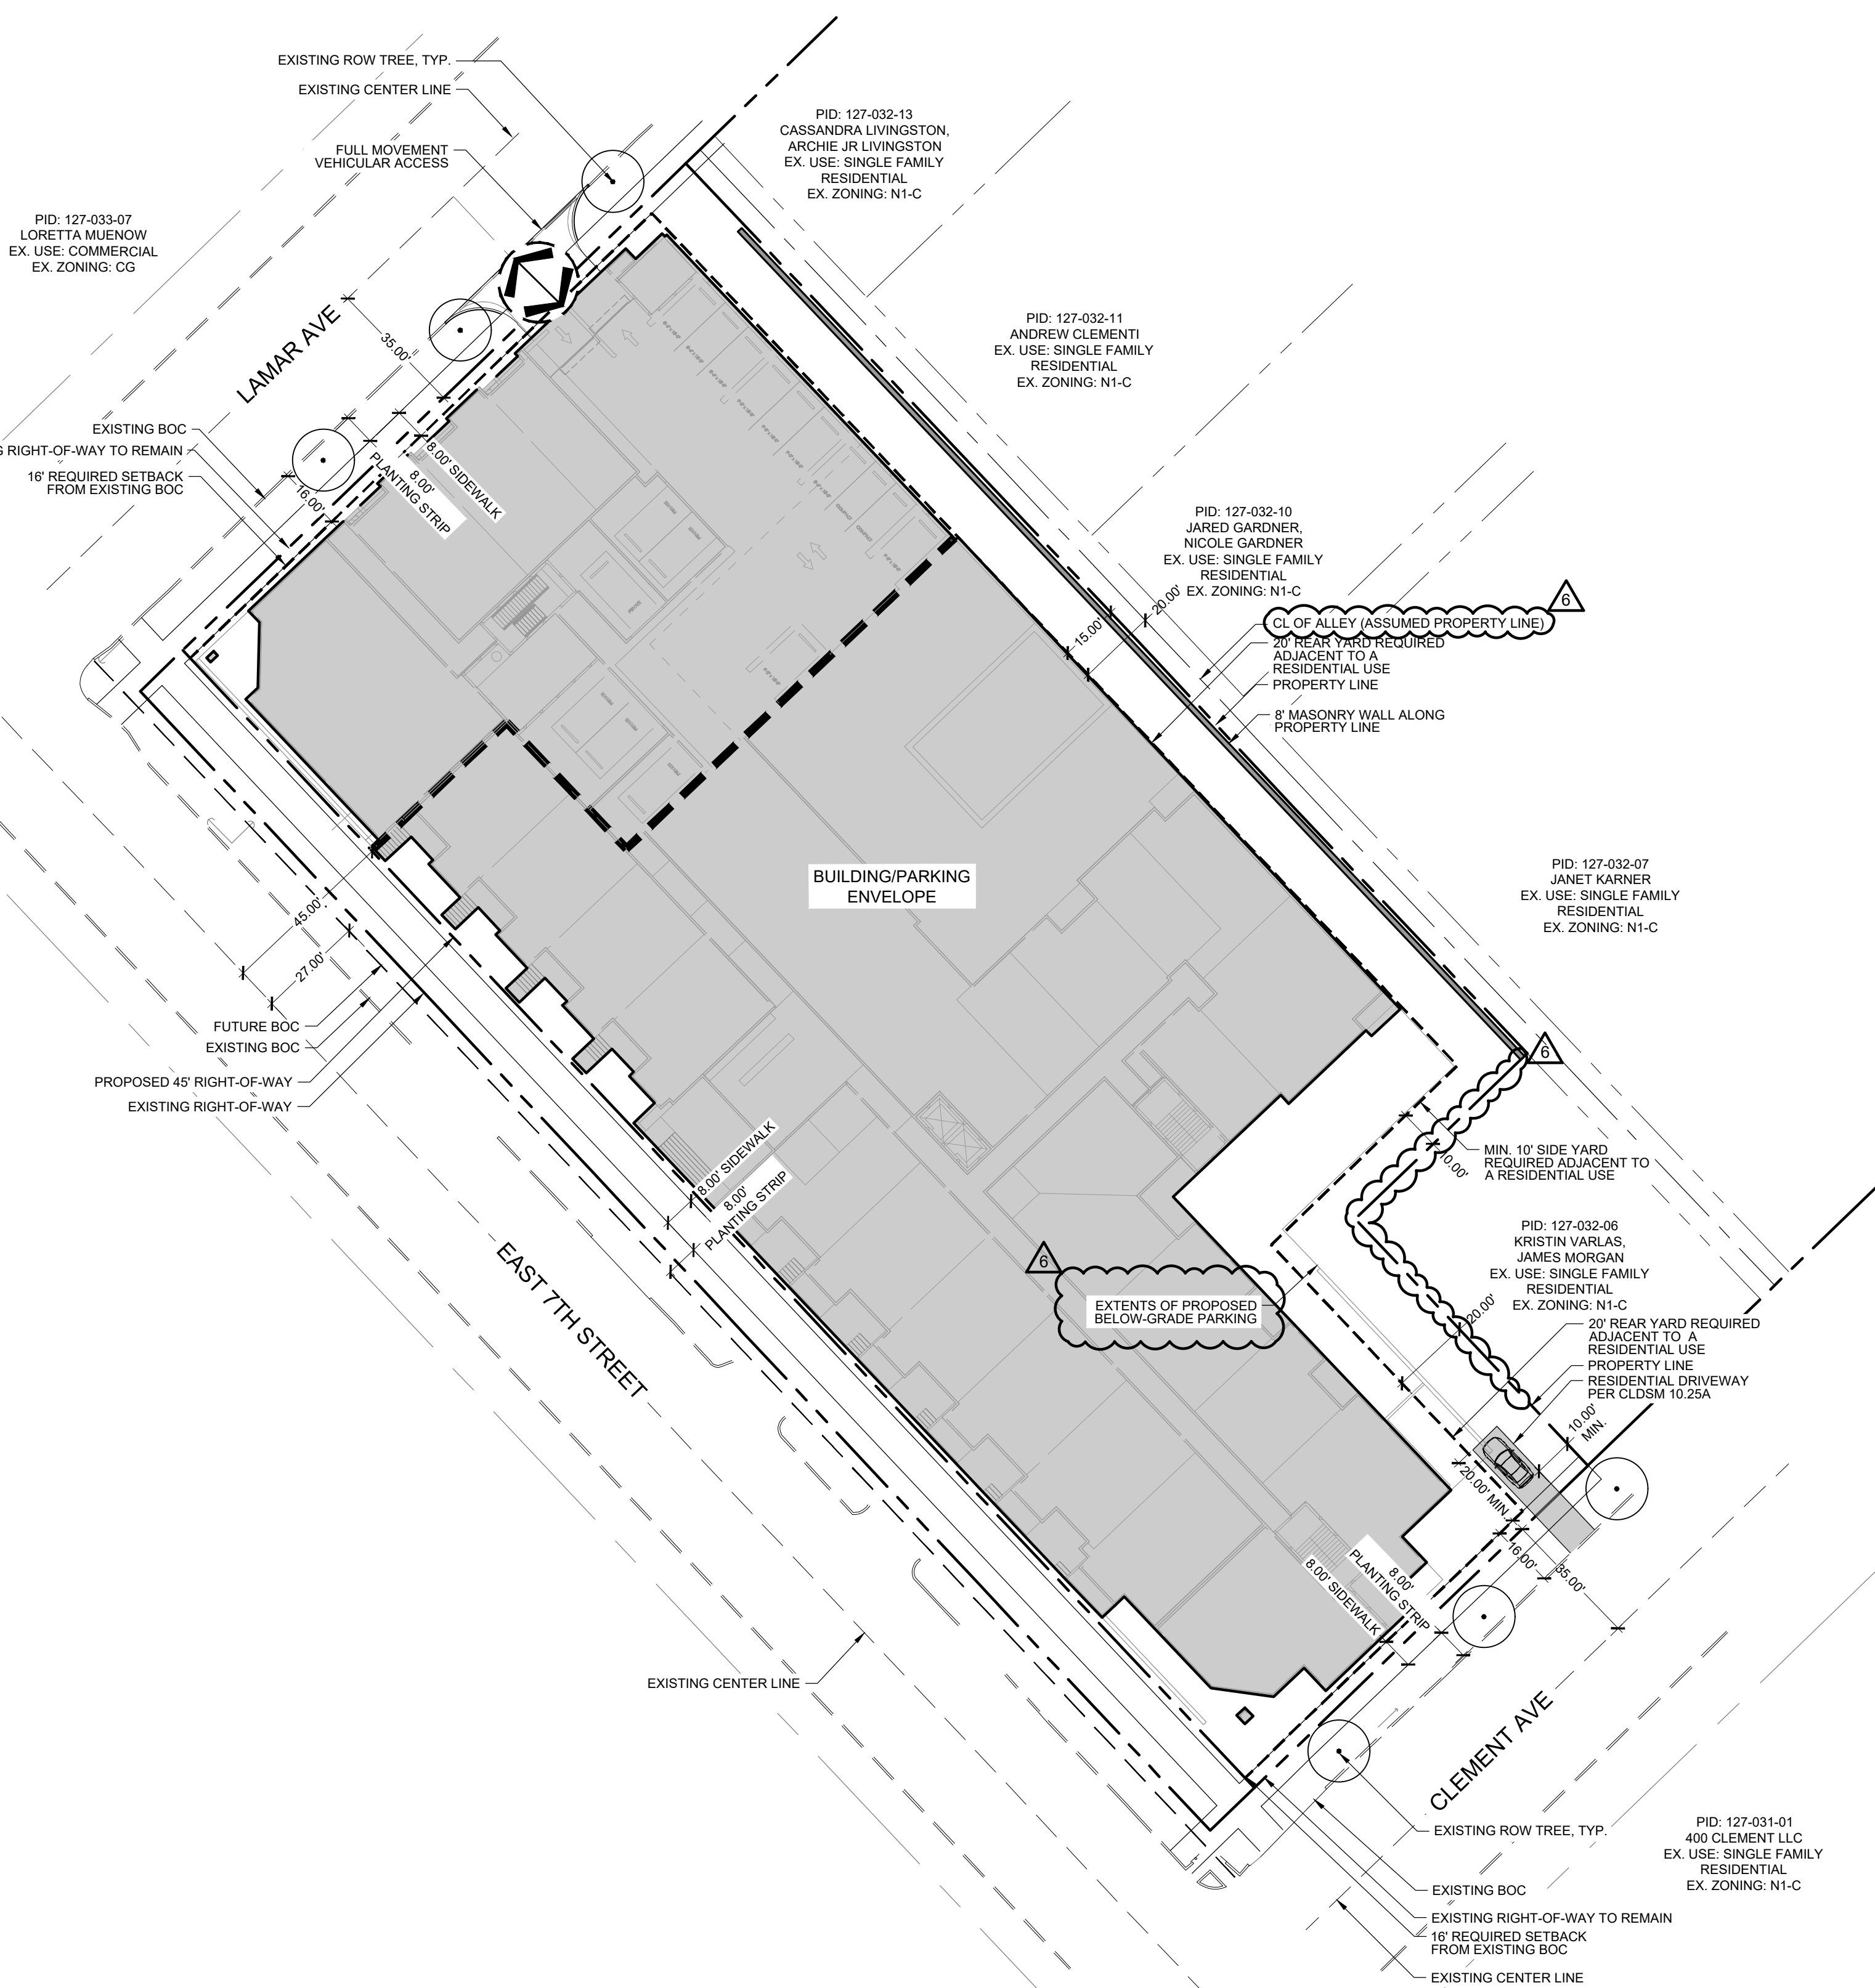 EXISTING ROW TREE, TYP.
EXISTING CENTER LINE
FULL MOVEMENT
VEHICULAR ACCESS
PID: 127-032-13
CASSANDRA LIVINGSTON,
ARCHIE JR LIVINGSTON
EX. USE: SINGLE FAMILY
RESIDENTIAL
EX. ZONING: N1-C
PID: 127-033-07
LORETTA MUENOW
EX. USE: COMMERCIAL
EX. ZONING: CG
LAMAR AVE
35.00'
PID: 127-032-11
ANDREW CLEMENTI
EX. USE: SINGLE FAMILY
RESIDENTIAL
EX. ZONING: N1-C
EXISTING BOC
RIGHT-OF-WAY TO REMAIN
16' REQUIRED SETBACK
FROM EXISTING BOC
16.00'
8.00'
PLANTING STRIP
8.00' SIDEWALK
PID: 127-032-10
JARED GARDNER,
NICOLE GARDNER
EX. USE: SINGLE FAMILY
RESIDENTIAL
EX. ZONING: N1-C
15.00'
20.00'
6
CL OF ALLEY (ASSUMED PROPERTY LINE)
20' REAR YARD REQUIRED
ADJACENT TO A
RESIDENTIAL USE
PROPERTY LINE
8' MASONRY WALL ALONG
PROPERTY LINE
BUILDING/PARKING
ENVELOPE
PID: 127-032-07
JANET KARNER
EX. USE: SINGLE FAMILY
RESIDENTIAL
EX. ZONING: N1-C
45.00'
27.00'
FUTURE BOC
EXISTING BOC
PROPOSED 45' RIGHT-OF-WAY
EXISTING RIGHT-OF-WAY
6
MIN. 10' SIDE YARD
REQUIRED ADJACENT TO
A RESIDENTIAL USE
10.00'
8.00' SIDEWALK
8.00'
PLANTING STRIP
EAST 7TH STREET
6
EXTENTS OF PROPOSED
BELOW-GRADE PARKING
PID: 127-032-06
KRISTIN VARLAS,
JAMES MORGAN
EX. USE: SINGLE FAMILY
RESIDENTIAL
EX. ZONING: N1-C
20.00'
20' REAR YARD REQUIRED
ADJACENT TO A
RESIDENTIAL USE
PROPERTY LINE
RESIDENTIAL DRIVEWAY
PER CLDSM 10.25A
10.00'
MIN.
20.00' MIN.
16.00'
35.00'
8.00'
PLANTING STRIP
8.00' SIDEWALK
EXISTING CENTER LINE
CLEMENT AVE
EXISTING ROW TREE, TYP.
PID: 127-031-01
400 CLEMENT LLC
EX. USE: SINGLE FAMILY
RESIDENTIAL
EX. ZONING: N1-C
EXISTING BOC
EXISTING RIGHT-OF-WAY TO REMAIN
16' REQUIRED SETBACK
FROM EXISTING BOC
EXISTING CENTER LINE